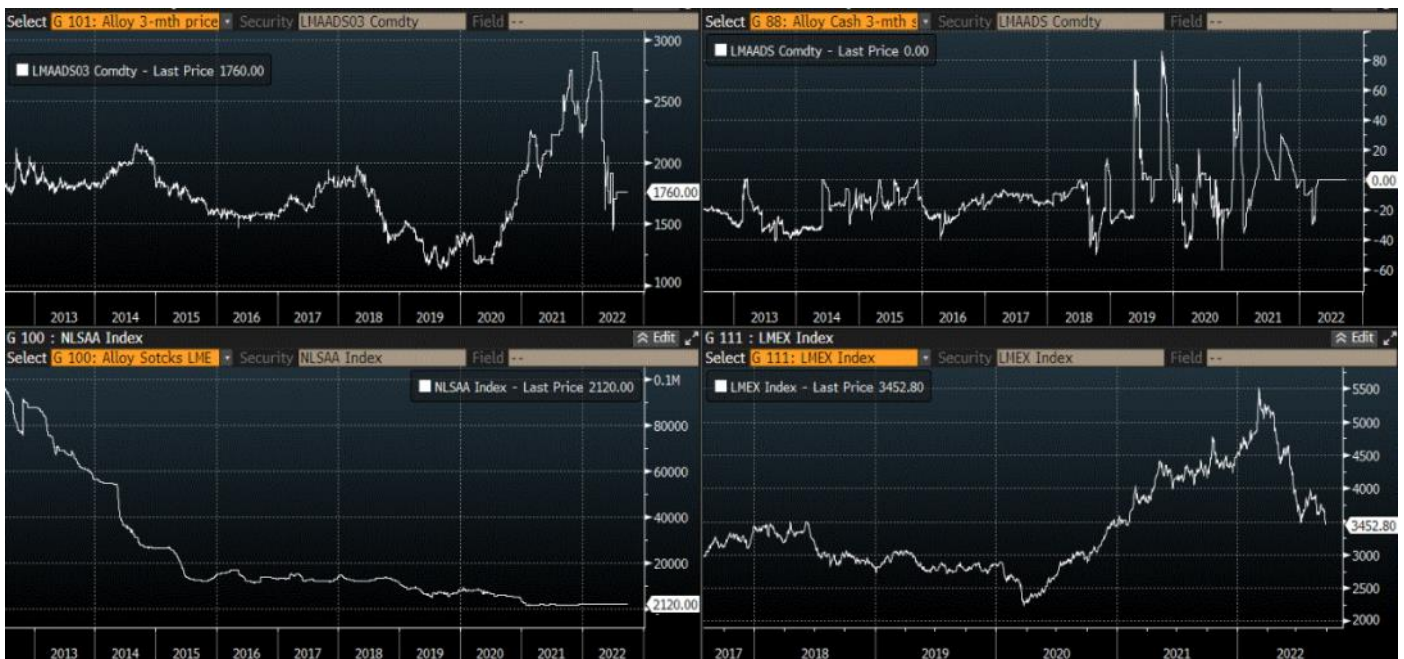 Select G 101: Alloy 3-mth price Security LMAADS03 Comdty Field --
LMAADS03 Comdty - Last Price 1760.00
3000
2500
2000
1760.00
1500
1000
2013 2014 2015 2016 2017 2018 2019 2020 2021 2022
Select G 88: Alloy Cash 3-mth s Security LMAADS Comdty Field --
LMAADS Comdty - Last Price 0.00
80
60
40
20
0.00
-20
-40
-60
2013 2014 2015 2016 2017 2018 2019 2020 2021 2022
G 100 : NLSAA Index Edit
Select G 100: Alloy Sotcks LME Security NLSAA Index Field --
NLSAA Index - Last Price 2120.00
0.1M
80000
60000
40000
20000
2120.00
2013 2014 2015 2016 2017 2018 2019 2020 2021 2022
G 111 : LMEX Index Edit
Select G 111: LMEX Index Security LMEX Index Field --
LMEX Index - Last Price 3452.80
5500
5000
4500
4000
3452.80
3000
2500
2000
2017 2018 2019 2020 2021 2022